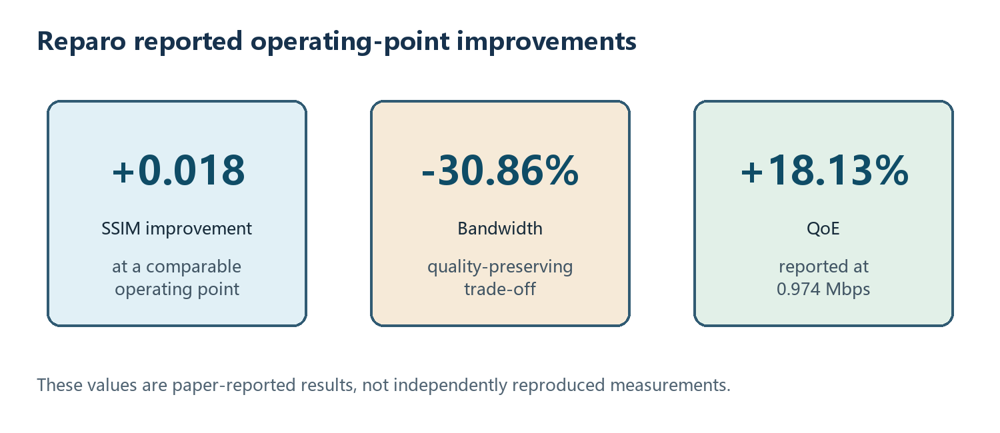 Reparo reported operating-point improvements
+0.018
SSIM improvement
at a comparable
operating point
-30.86%
Bandwidth
quality-preserving
trade-off
+18.13%
QoE
reported at
0.974 Mbps
These values are paper-reported results, not independently reproduced measurements.